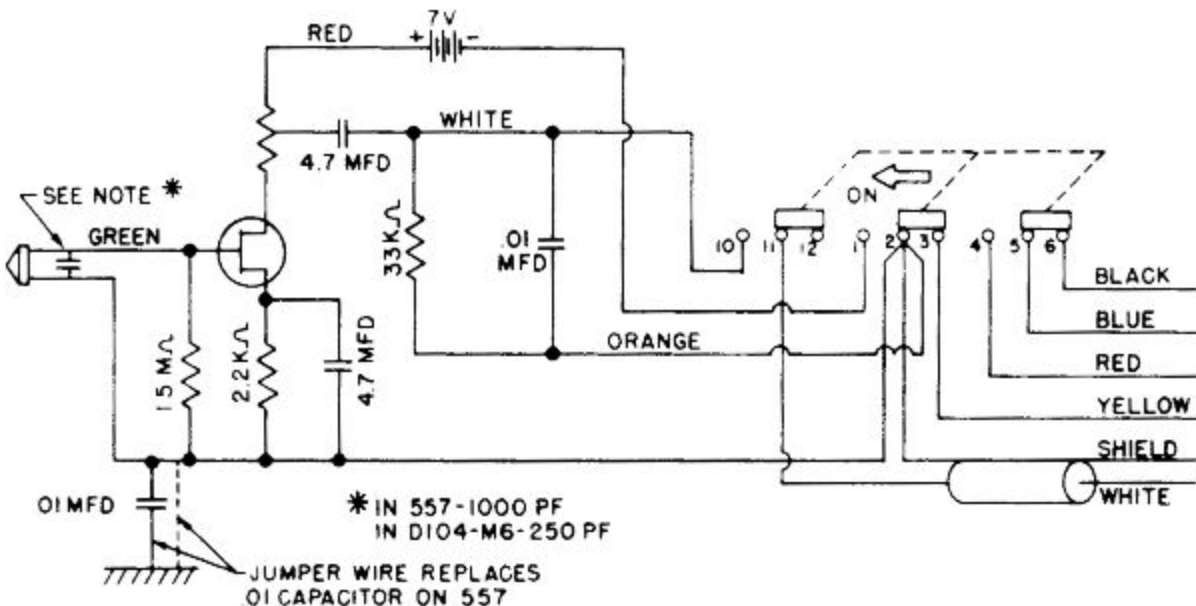 RED
7V
+ -
WHITE
4.7 MFD
SEE NOTE *
GREEN
33KΩ
.01
MFD
ON
10 11 12 1 2 3 4 5 6
BLACK
BLUE
ORANGE
RED
15 MΩ
2.2KΩ
4.7 MFD
YELLOW
SHIELD
WHITE
.01 MFD
* IN 557-1000 PF
IN D104-M6-250 PF
JUMPER WIRE REPLACES
.01 CAPACITOR ON 557